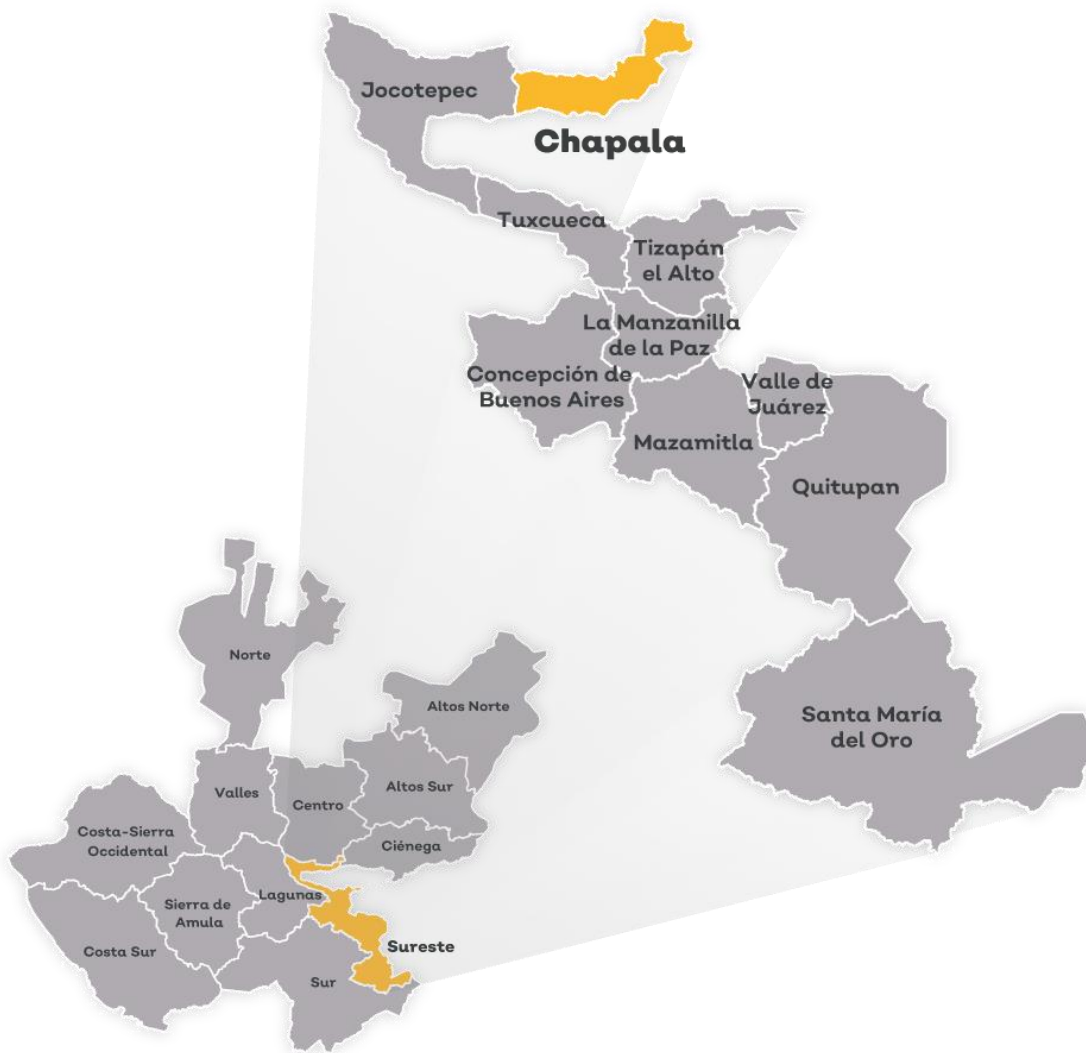 Jocotepec
Chapala
Tuxcueca
Tizapán
el Alto
La Manzanilla
de la Paz
Concepción de
Buenos Aires
Valle de
Juárez
Mazamitla
Quitupan
Santa María
del Oro
Norte
Altos Norte
Valles
Centro
Altos Sur
Costa-Sierra
Occidental
Ciénega
Lagunas
Sierra de
Amula
Sureste
Costa Sur
Sur